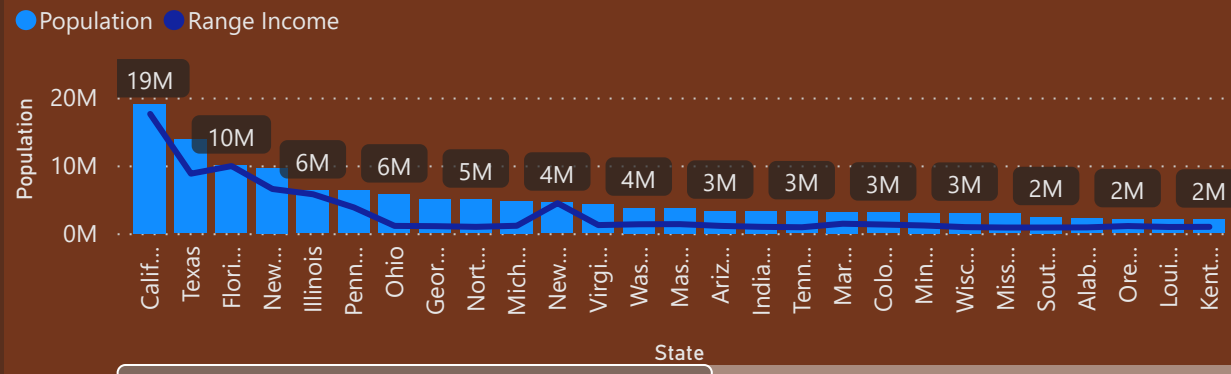 Population Range Income
19M
20M
10M
10M
6M
6M
5M
4M
4M
3M
3M
3M
3M
2M
2M
2M
0M
Population
Calif...
Texas
Flori...
New...
Illinois
Penn...
Ohio
Geor...
Nort...
Mich...
New...
Virgi...
Was...
Mas...
Ariz...
India...
Tenn...
Mar...
Colo...
Min...
Wisc...
Miss...
Sout...
Alab...
Ore...
Loui...
Kent...
State